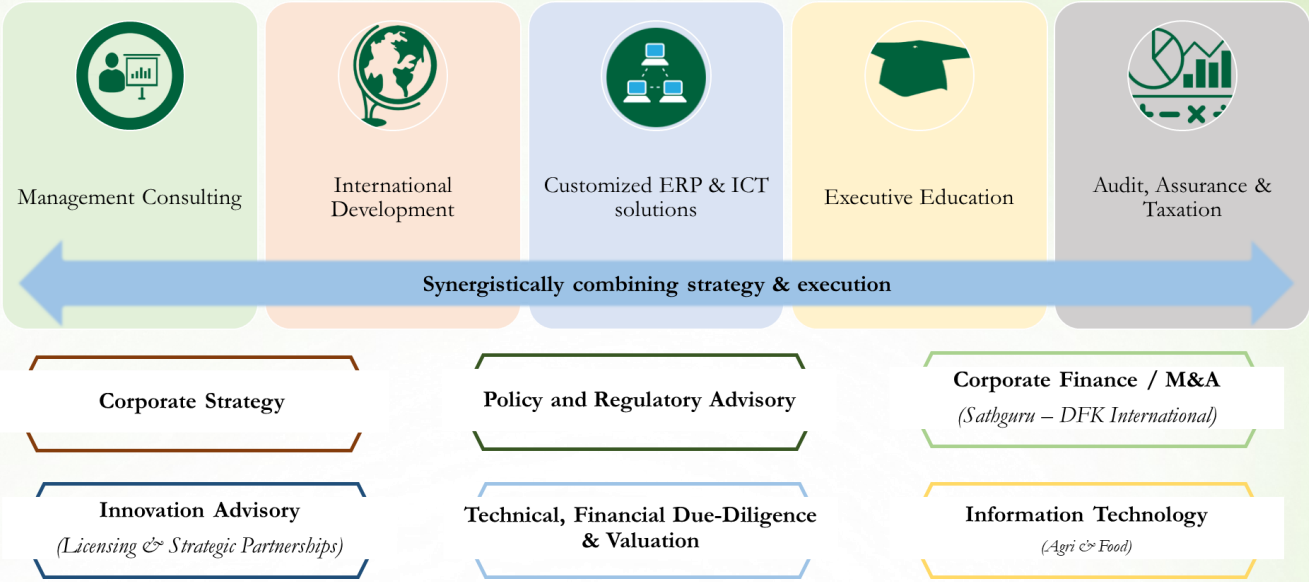 Management Consulting
International
Development
Customized ERP & ICT
solutions
Executive Education
Audit, Assurance &
Taxation
Synergistically combining strategy & execution
Corporate Strategy
Policy and Regulatory Advisory
Corporate Finance / M&A
(Sathguru – DFK International)
Innovation Advisory
(Licensing & Strategic Partnerships)
Technical, Financial Due-Diligence
& Valuation
Information Technology
(Agri & Food)